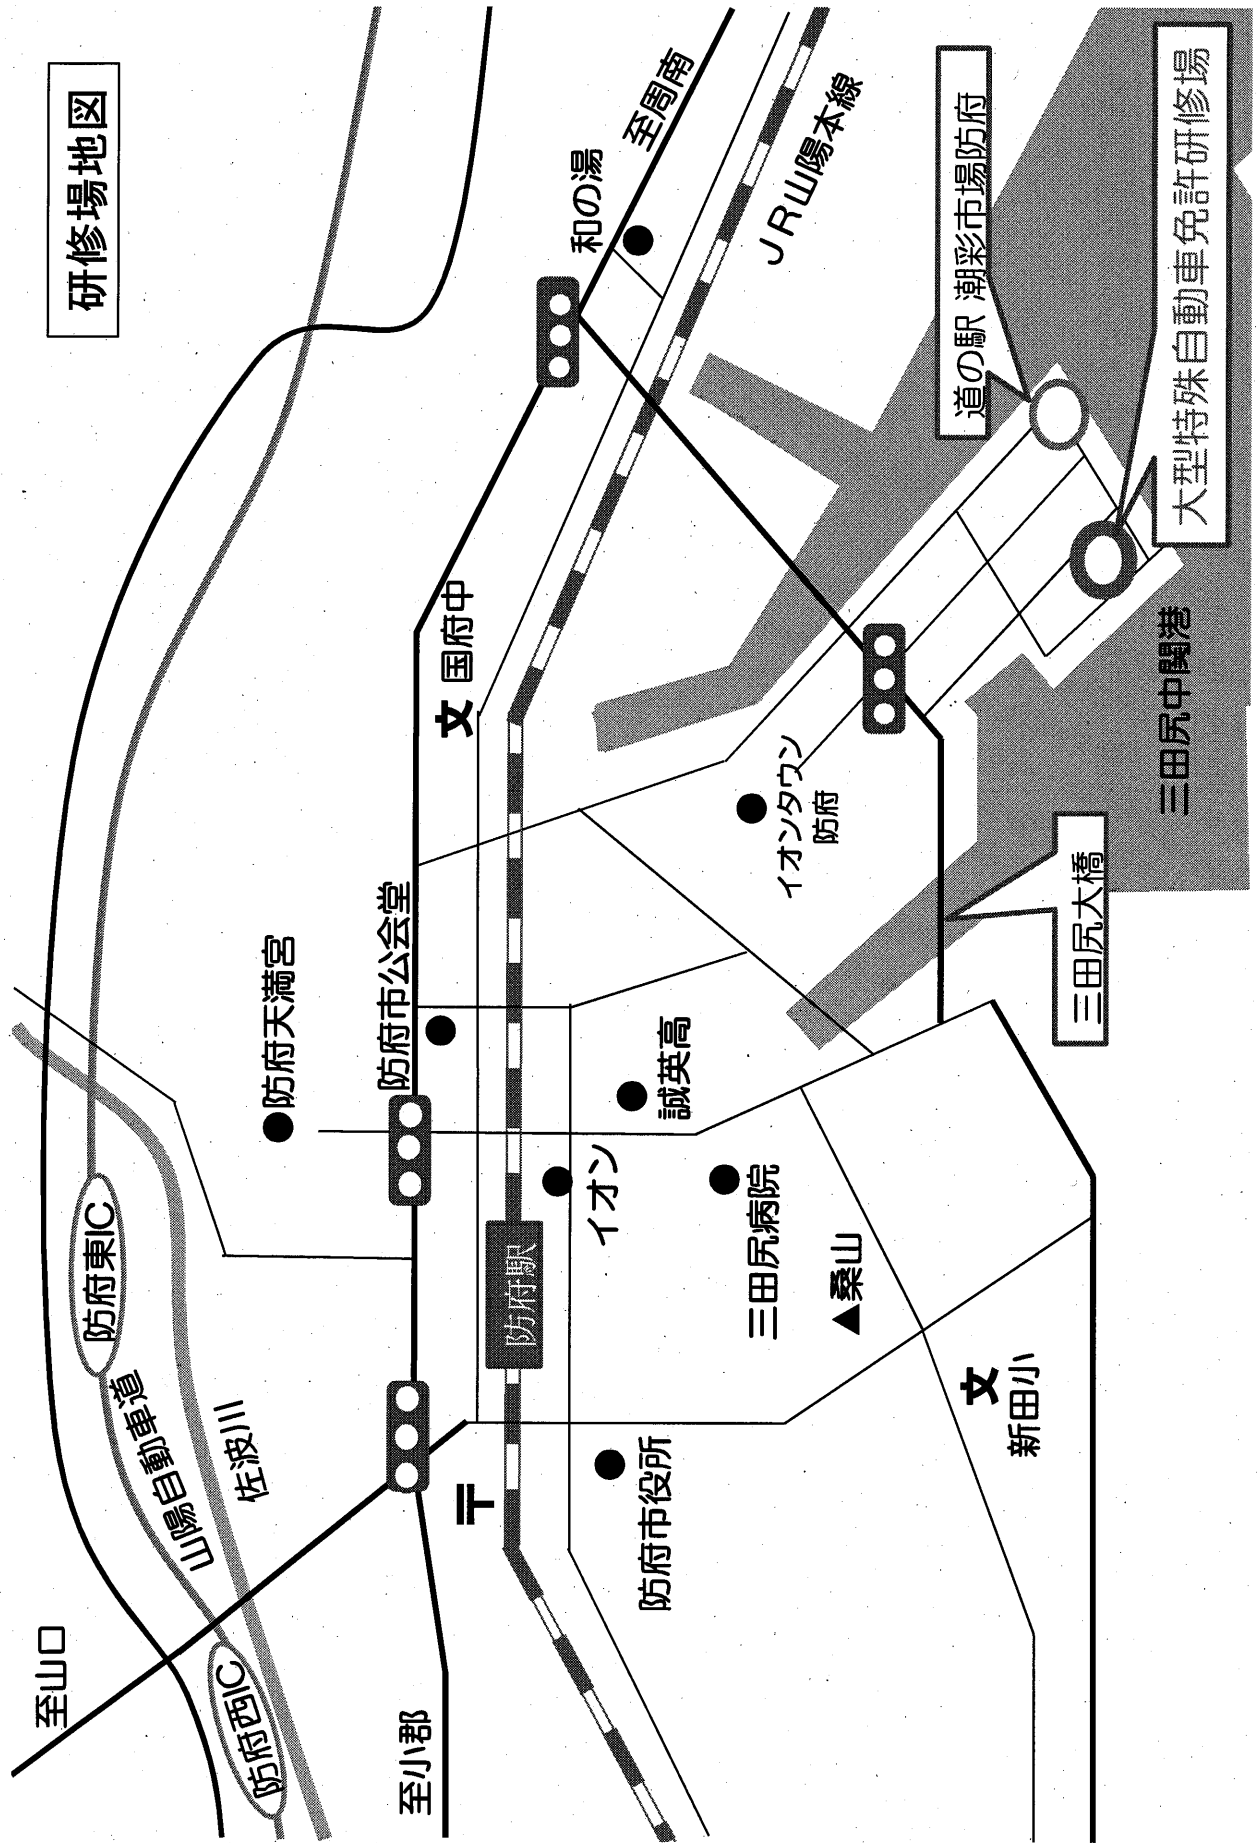 研修場地図
至山口
防府西IC
山陽自動車道
防府東IC
佐波川
至小郡
防府天満宮
防府市公会堂
文 国府中
和の湯
至周南
JR山陽本線
〒
防府駅
イオン
防府市役所
誠英高
三田尻病院
▲桑山
文
新田小
イオンタウン
防府
三田尻大橋
三田尻中関港
道の駅 潮彩市場防府
大型特殊自動車免許研修場